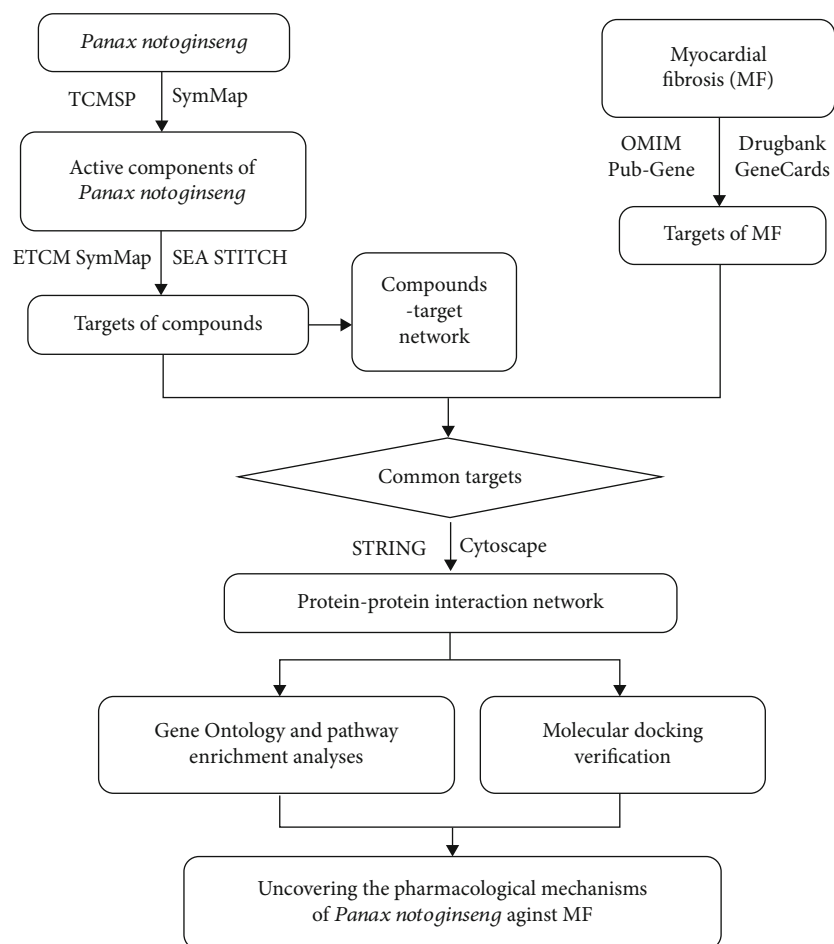 Panax notoginseng
TCMSP
SymMap
Active components of
Panax notoginseng
ETCM SymMap
SEA STITCH
Targets of compounds
Compounds
-target
network
Myocardial
fibrosis (MF)
OMIM
Pub-Gene
Drugbank
GeneCards
Targets of MF
Common targets
STRING
Cytoscape
Protein-protein interaction network
Gene Ontology and pathway
enrichment analyses
Molecular docking
verification
Uncovering the pharmacological mechanisms
of Panax notoginseng aginst MF